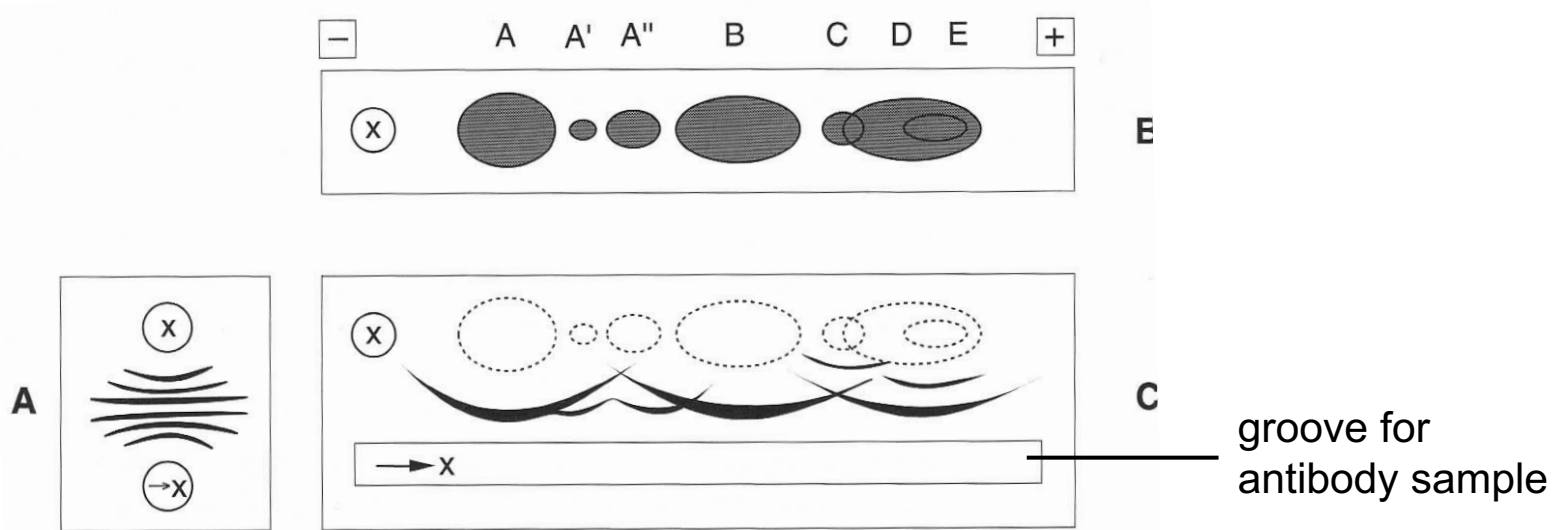 − A A' A" B C D E +
X
B
X
X
A
C
→X
→X
groove for
antibody sample